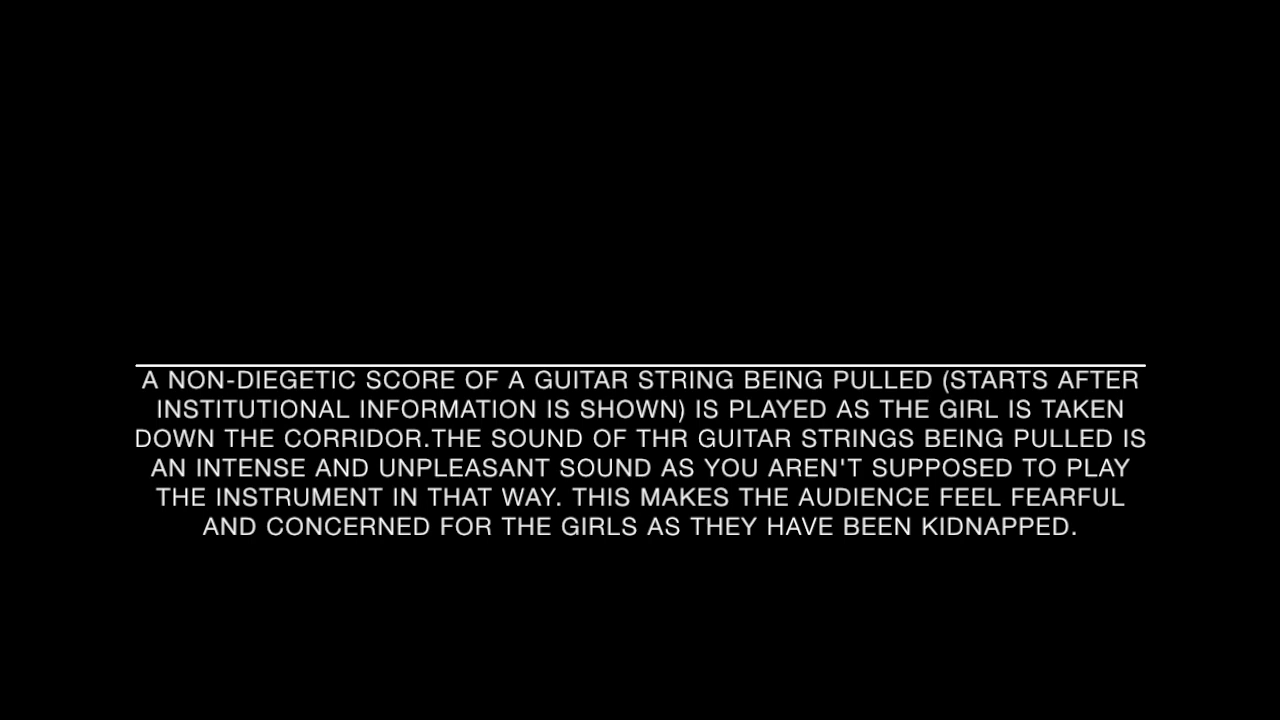 A NON-DIEGETIC SCORE OF A GUITAR STRING BEING PULLED (STARTS AFTER
INSTITUTIONAL INFORMATION IS SHOWN) IS PLAYED AS THE GIRL IS TAKEN
DOWN THE CORRIDOR.THE SOUND OF THR GUITAR STRINGS BEING PULLED IS
AN INTENSE AND UNPLEASANT SOUND AS YOU AREN'T SUPPOSED TO PLAY
THE INSTRUMENT IN THAT WAY. THIS MAKES THE AUDIENCE FEEL FEARFUL
AND CONCERNED FOR THE GIRLS AS THEY HAVE BEEN KIDNAPPED.